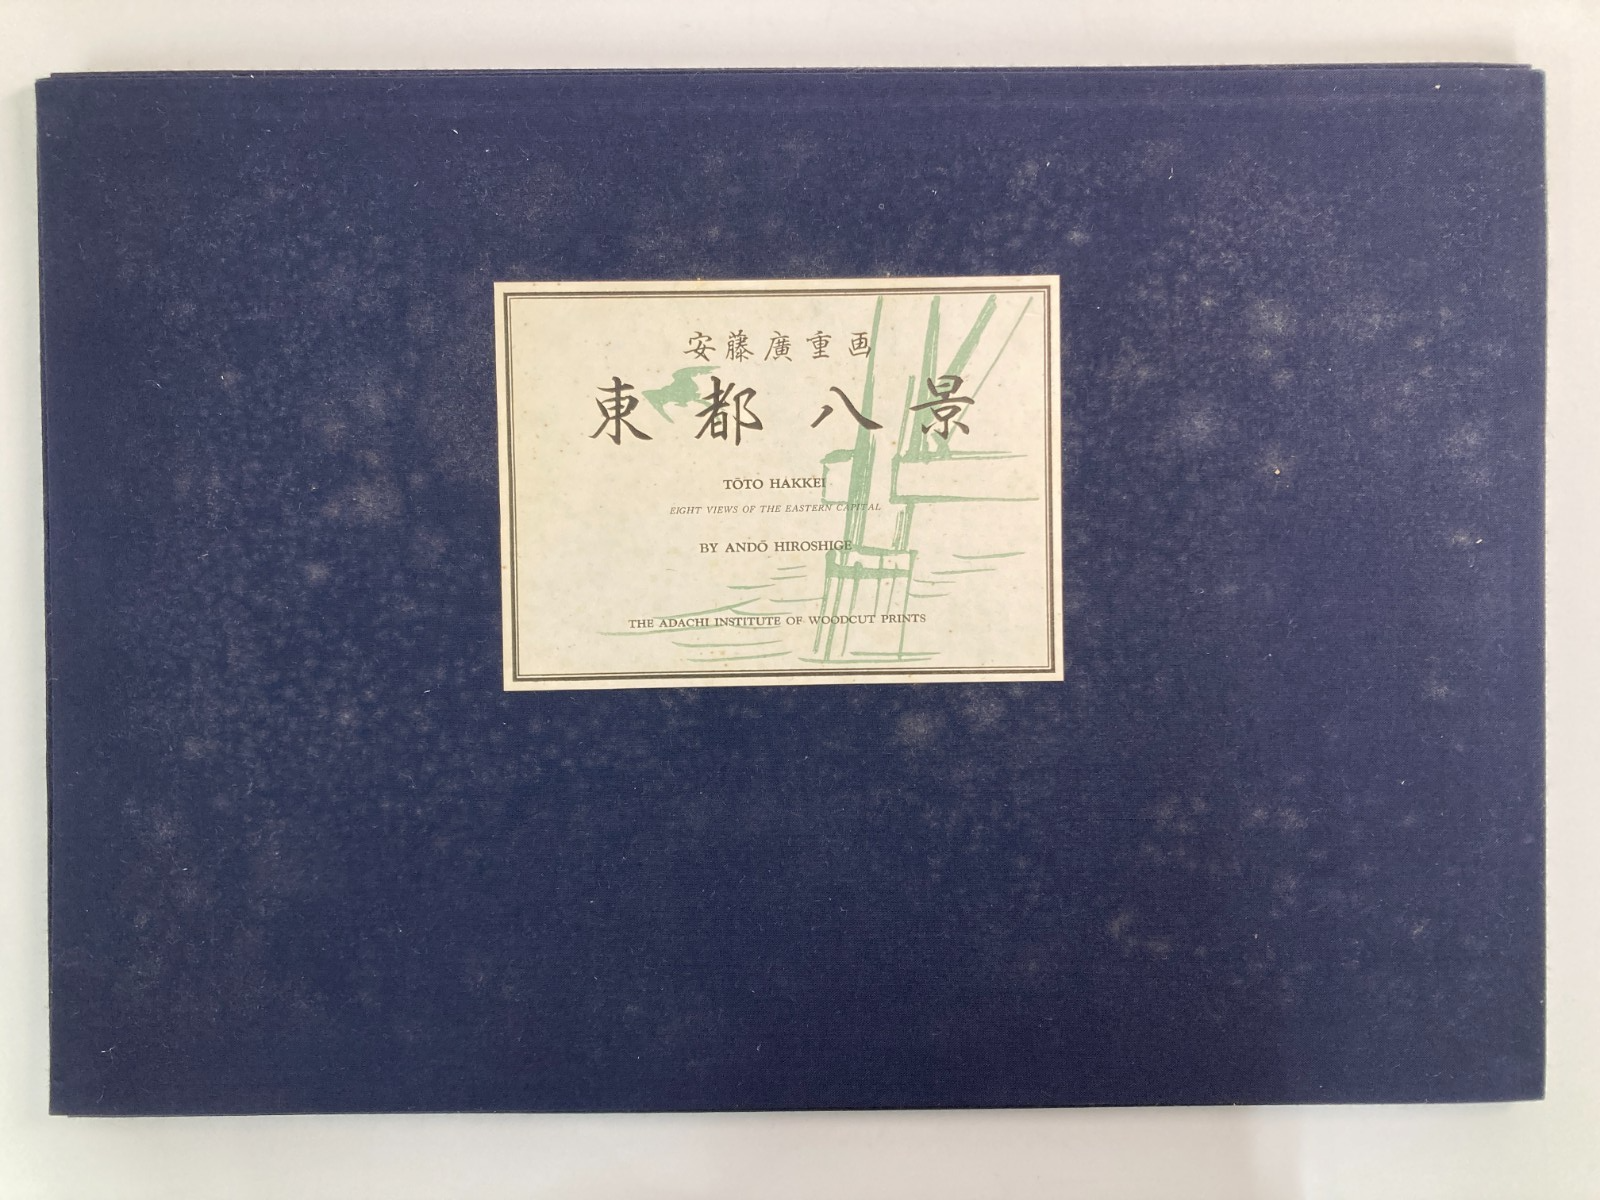 安藤廣重画
東都八景
TŌTO HAKKEI
EIGHT VIEWS OF THE EASTERN CAPITAL
BY ANDŌ HIROSHIGE
THE ADACHI INSTITUTE OF WOODCUT PRINTS